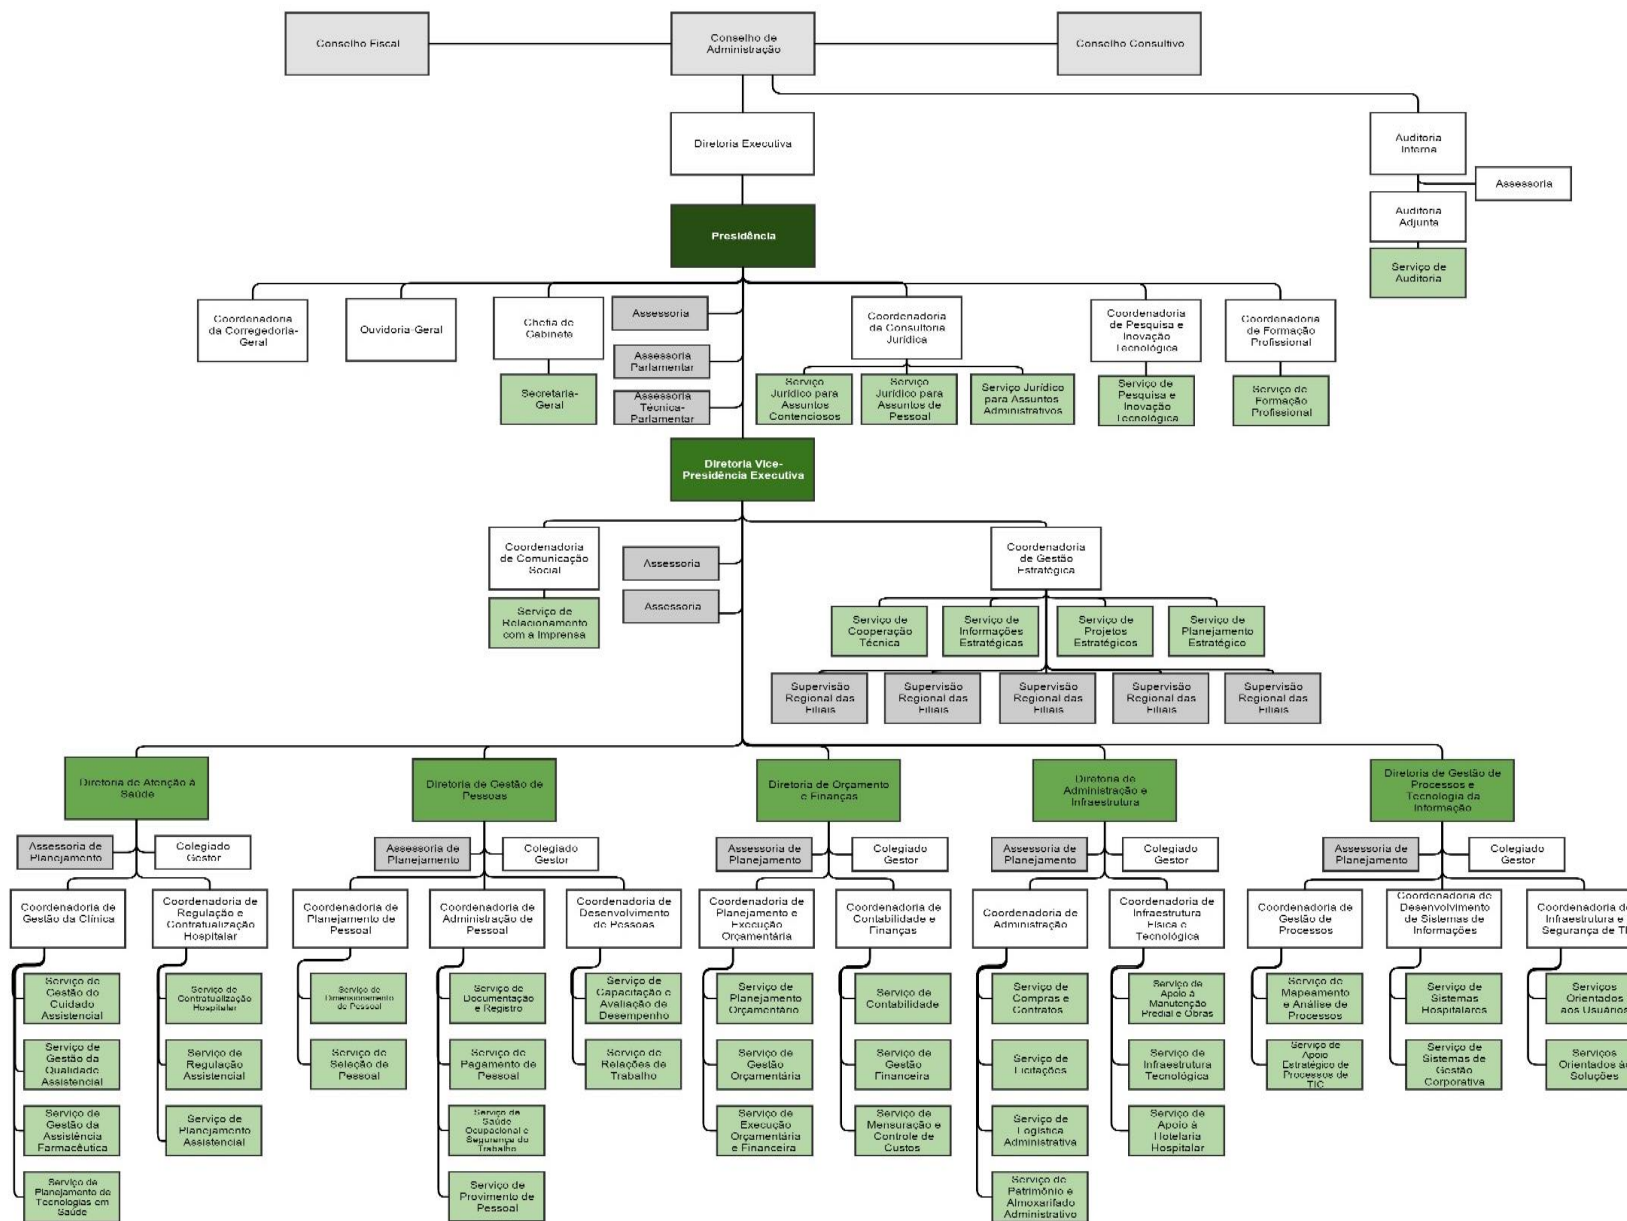 Conselho Fiscal
Conselho de
Administração
Conselho Consultivo
Diretoria Executiva
Auditoria
Interna
Assessoria
Auditoria
Adjunta
Serviço de
Auditoria
Presidência
Coordenadoria
da Corregedoria-
Geral
Ouvidoria-Geral
Chefia de
Gabinete
Secretaria-
Geral
Assessoria
Assessoria
Parlamentar
Assessoria
Técnica-
Parlamentar
Coordenadoria
da Consultoria
Jurídica
Serviço
Jurídico para
Assuntos
Contenciosos
Serviço
Jurídico para
Assuntos de
Pessoal
Serviço Jurídico
para Assuntos
Administrativos
Coordenadoria
de Pesquisa e
Inovação
Tecnológica
Serviço de
Pesquisa e
Inovação
Tecnológica
Coordenadoria
de Formação
Profissional
Serviço de
Formação
Profissional
Diretoria Vice-
Presidência Executiva
Coordenadoria
de Comunicação
Social
Serviço de
Relacionamento
com a Imprensa
Assessoria
Assessoria
Coordenadoria
de Gestão
Estratégica
Serviço de
Cooperação
Técnica
Serviço de
Informações
Estratégicas
Serviço de
Projetos
Estratégicos
Serviço de
Planejamento
Estratégico
Supervisão
Regional das
Filiais
Supervisão
Regional das
Filiais
Supervisão
Regional das
Filiais
Supervisão
Regional das
Filiais
Supervisão
Regional das
Filiais
Diretoria de Atenção à
Saúde
Assessoria de
Planejamento
Colegiado
Gestor
Coordenadoria de
Gestão da Clínica
Serviço de
Gestão do
Cuidado
Assistencial
Serviço de
Gestão da
Qualidade
Assistencial
Serviço de
Gestão da
Assistência
Farmacêutica
Serviço de
Planejamento de
Tecnologias em
Saúde
Coordenadoria de
Regulação e
Contratualização
Hospitalar
Serviço de
Contratualização
Hospitalar
Serviço de
Regulação
Assistencial
Serviço de
Planejamento
Assistencial
Diretoria de Gestão de
Pessoas
Assessoria de
Planejamento
Colegiado
Gestor
Coordenadoria de
Planejamento de
Pessoal
Serviço de
Dimensionamento
de Pessoal
Serviço de
Seleção de
Pessoal
Coordenadoria de
Administração de
Pessoal
Serviço de
Documentação
e Registro
Serviço de
Pagamento de
Pessoal
Serviço de
Saúde
Ocupacional e
Segurança do
Trabalho
Serviço de
Provimento de
Pessoal
Coordenadoria de
Desenvolvimento
de Pessoas
Serviço de
Capacitação e
Avaliação de
Desempenho
Serviço de
Relações de
Trabalho
Diretoria de Orçamento
e Finanças
Assessoria de
Planejamento
Colegiado
Gestor
Coordenadoria de
Planejamento e
Execução
Orçamentária
Serviço de
Planejamento
Orçamentário
Serviço de
Gestão
Orçamentária
Serviço de
Execução
Orçamentária
e Financeira
Coordenadoria de
Contabilidade e
Finanças
Serviço de
Contabilidade
Serviço de
Gestão
Financeira
Serviço de
Mensuração e
Controle de
Custos
Diretoria de
Administração e
Infraestrutura
Assessoria de
Planejamento
Colegiado
Gestor
Coordenadoria de
Administração
Serviço de
Compras e
Contratos
Serviço de
Licitações
Serviço de
Logística
Administrativa
Serviço de
Patrimônio e
Almoxarifado
Administrativo
Coordenadoria de
Infraestrutura
Física e
Tecnológica
Serviço de
Apoio à
Manutenção
Predial e Obras
Serviço de
Infraestrutura
Tecnológica
Serviço de
Apoio à
Hotelaria
Hospitalar
Diretoria de Gestão de
Processos e
Tecnologia da
Informação
Assessoria de
Planejamento
Colegiado
Gestor
Coordenadoria de
Gestão de
Processos
Serviço de
Mapeamento
e Análise de
Processos
Serviço de
Apoio
Estratégico de
Processos de
TIC
Coordenadoria de
Desenvolvimento
de Sistemas de
Informações
Serviço de
Sistemas
Hospitalares
Serviço de
Sistemas de
Gestão
Corporativa
Coordenadoria de
Infraestrutura e
Segurança de TI
Serviços
Orientados
aos Usuários
Serviços
Orientados às
Soluções